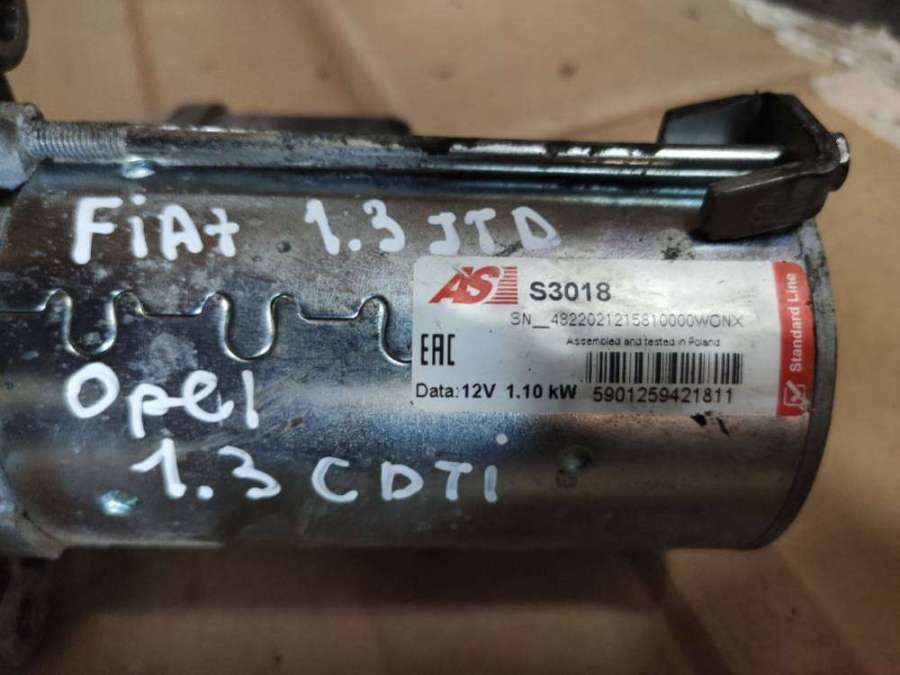 Fiat 1.3 JTD
AS
S3018
SN_4822021215810000WGNX
Assembled and tested in Poland
EAC
Data: 12V 1.10 kW
5901259421811
Standard Line
Opel
1.3 CDTi